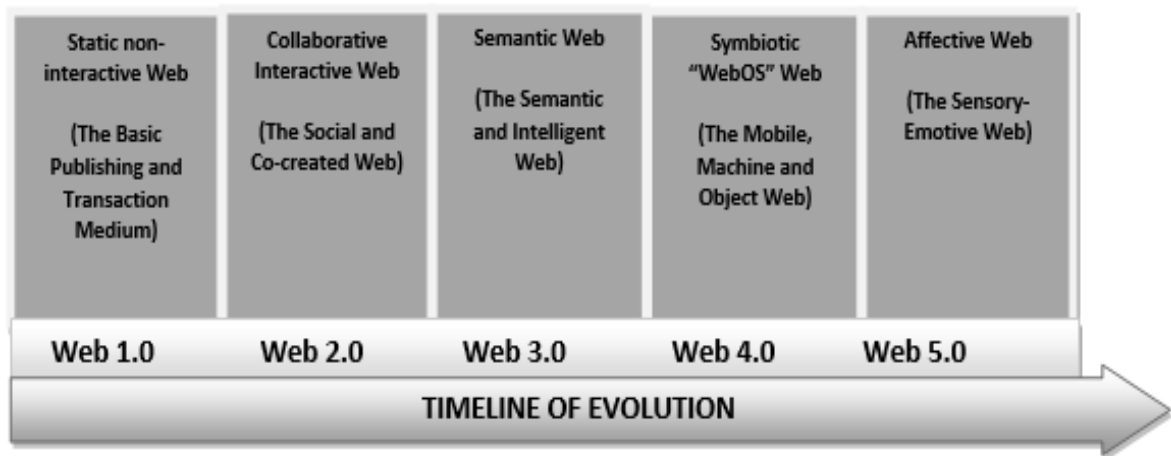 Static non-
interactive Web
(The Basic
Publishing and
Transaction
Medium)
Collaborative
Interactive Web
(The Social and
Co-created Web)
Semantic Web
(The Semantic
and Intelligent
Web)
Symbiotic
“WebOS” Web
(The Mobile,
Machine and
Object Web)
Affective Web
(The Sensory-
Emotive Web)
Web 1.0
Web 2.0
Web 3.0
Web 4.0
Web 5.0
TIMELINE OF EVOLUTION